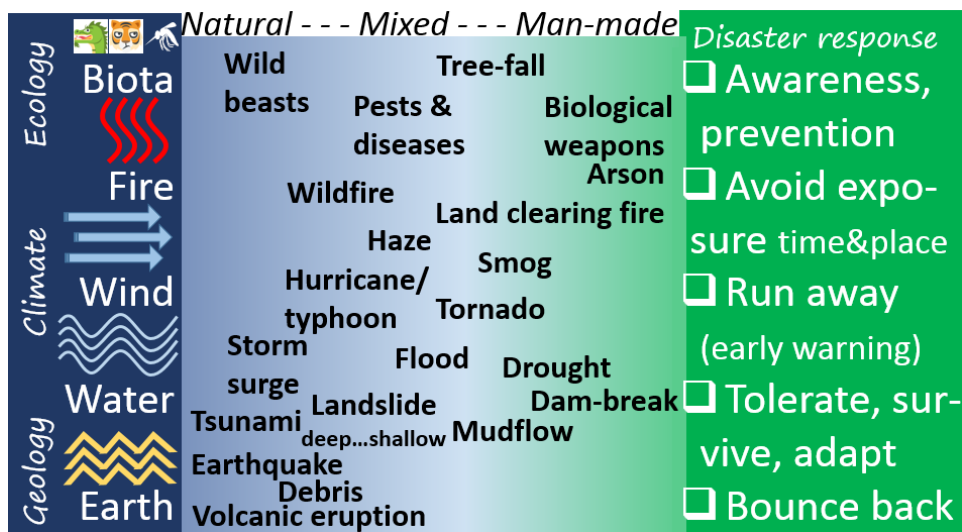 Natural - - - Mixed - - - Man-made
Ecology
Biota
Fire
Climate
Wind
Water
Geology
Earth
Wild
beasts
Tree-fall
Pests &
diseases
Biological
weapons
Arson
Wildfire
Land clearing fire
Haze
Smog
Hurricane/
typhoon
Tornado
Storm
surge
Flood
Drought
Dam-break
Tsunami
Landslide
deep...shallow
Mudflow
Earthquake
Debris
Volcanic eruption
Disaster response
❑ Awareness,
prevention
❑ Avoid expo-
sure time&place
❑ Run away
(early warning)
❑ Tolerate, sur-
vive, adapt
❑ Bounce back